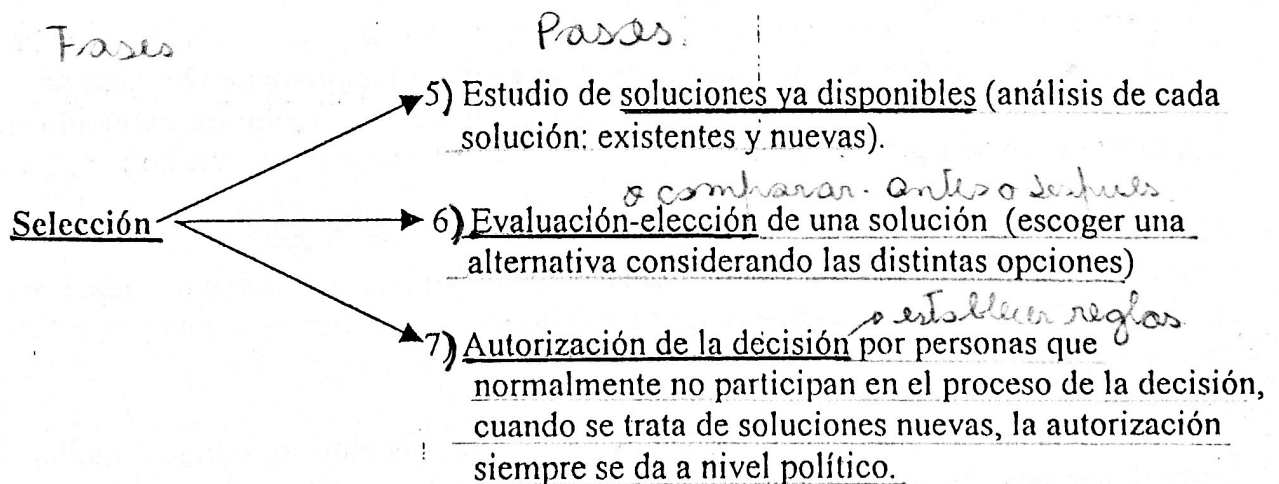 Fases
Pasos.
5) Estudio de soluciones ya disponibles (análisis de cada
solución: existentes y nuevas).
o comparar. antes o después
Selección
6) Evaluación-elección de una solución (escoger una
alternativa considerando las distintas opciones)
o establecer reglas
7) Autorización de la decisión por personas que
normalmente no participan en el proceso de la decisión,
cuando se trata de soluciones nuevas, la autorización
siempre se da a nivel político.